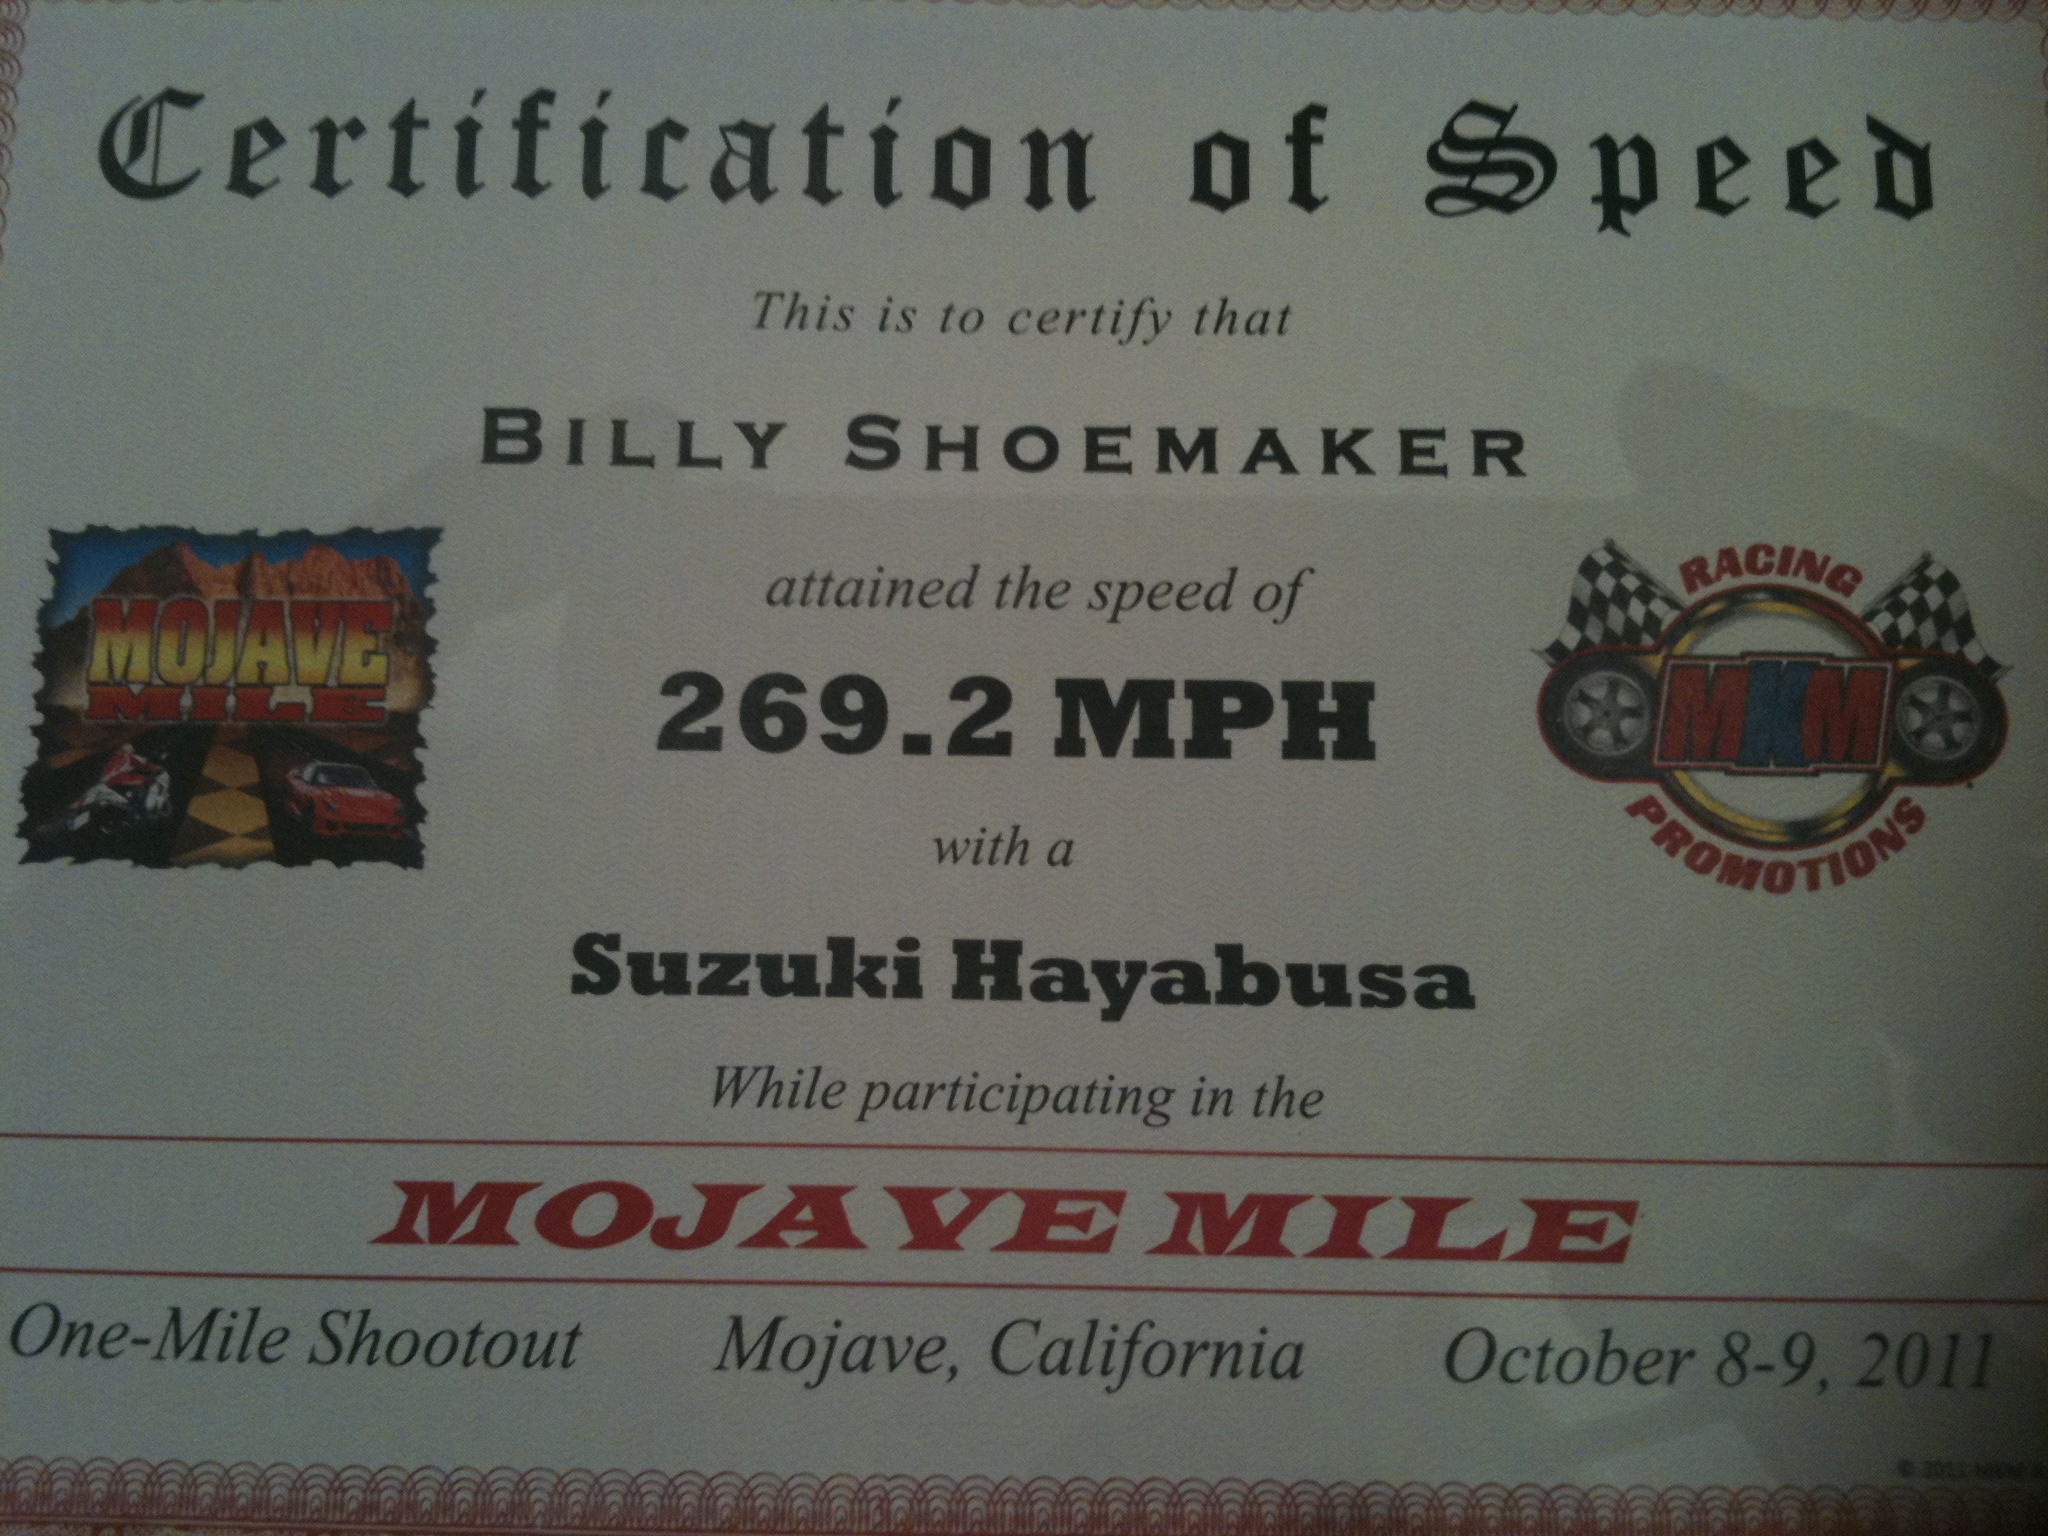 Certification of Speed
This is to certify that
BILLY SHOEMAKER
attained the speed of
269.2 MPH
with a
Suzuki Hayabusa
While participating in the
MOJAVE MILE
One-Mile Shootout Mojave, California October 8-9, 2011
MOJAVE
MILE
RACING
MKM
PROMOTIONS
© 2011 MKM